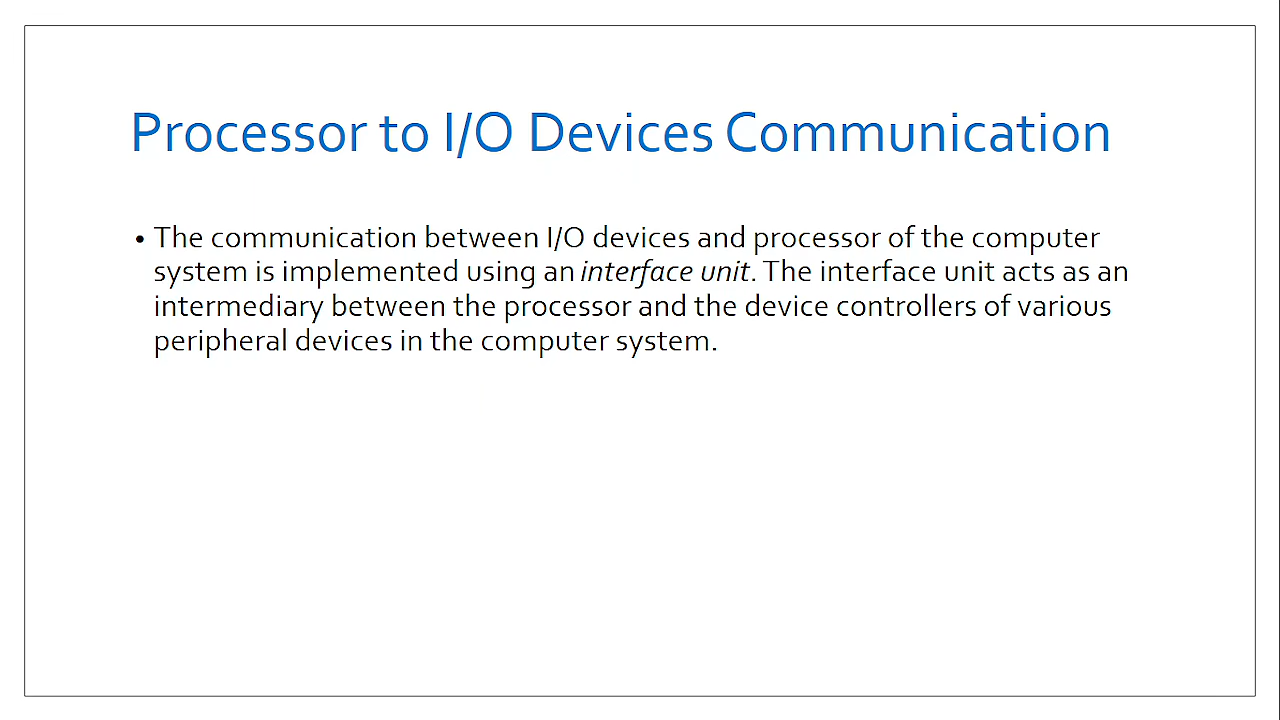 Processor to I/O Devices Communication
• The communication between I/O devices and processor of the computer
system is implemented using an interface unit. The interface unit acts as an
intermediary between the processor and the device controllers of various
peripheral devices in the computer system.